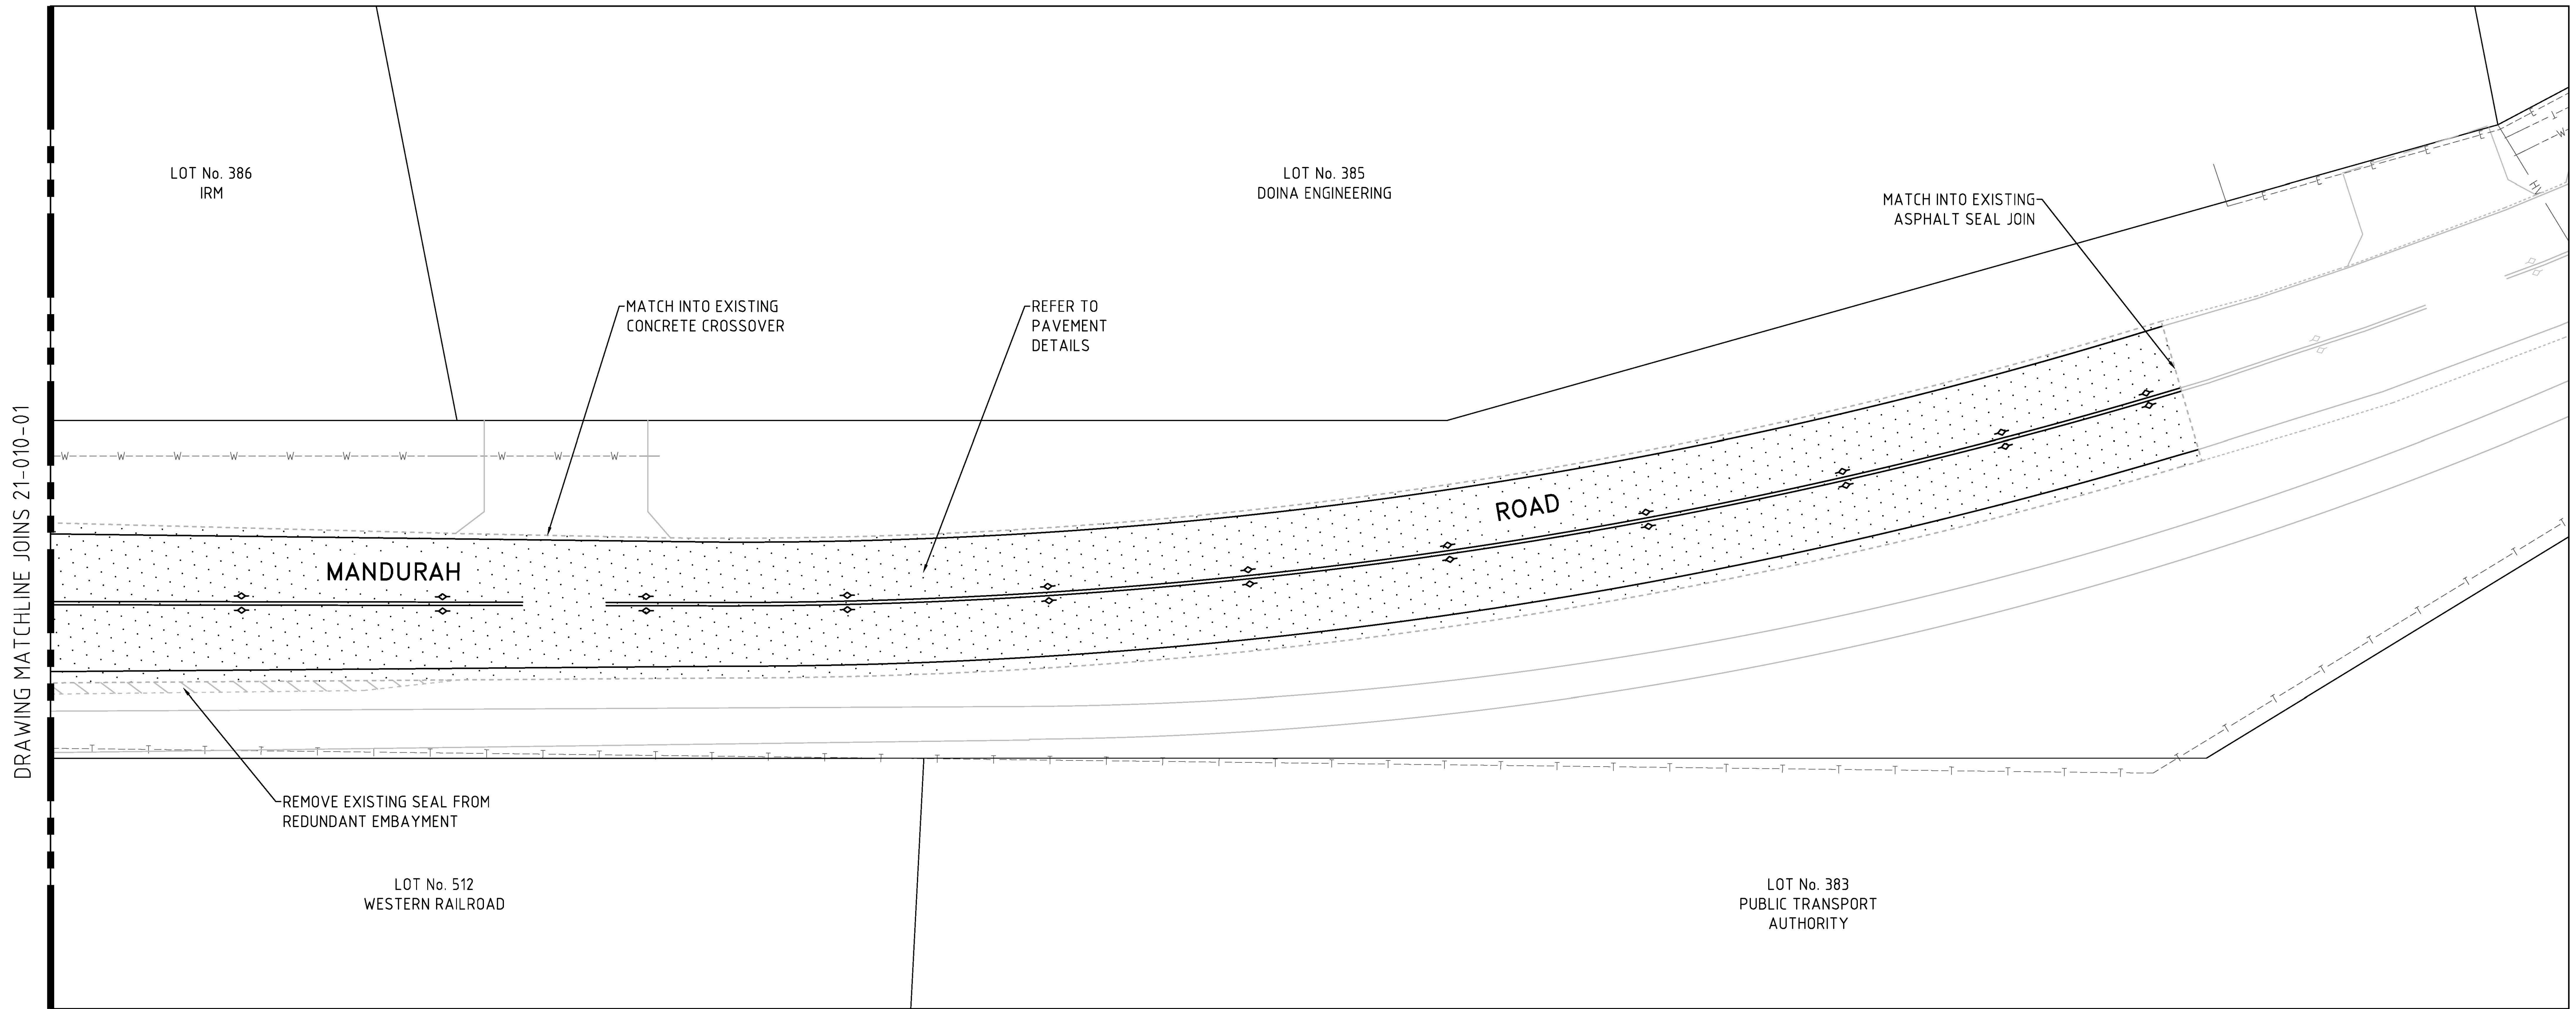 DRAWING MATCHLINE JOINS 21-010-01
LOT No. 386
IRM
LOT No. 385
DOINA ENGINEERING
MATCH INTO EXISTING
ASPHALT SEAL JOIN
MATCH INTO EXISTING
CONCRETE CROSSOVER
REFER TO
PAVEMENT
DETAILS
W W W W W W W W W W
MANDURAH
ROAD
REMOVE EXISTING SEAL FROM
REDUNDANT EMBAYMENT
LOT No. 512
WESTERN RAILROAD
LOT No. 383
PUBLIC TRANSPORT
AUTHORITY
HV